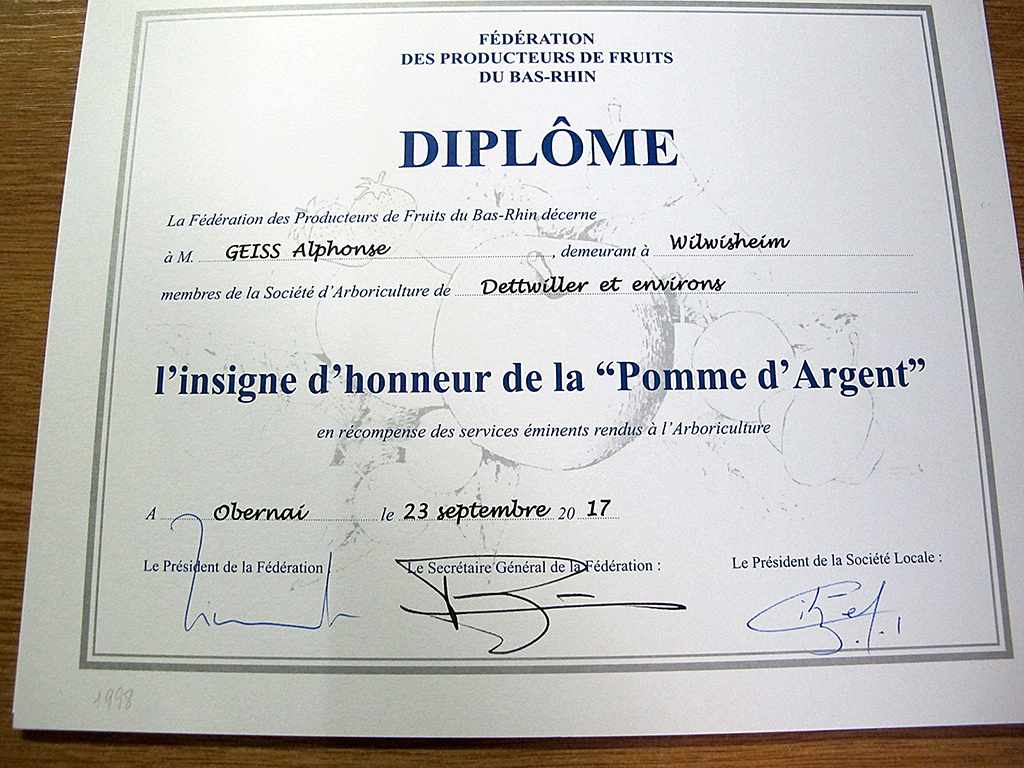 FÉDÉRATION
DES PRODUCTEURS DE FRUITS
DU BAS-RHIN
DIPLÔME
La Fédération des Producteurs de Fruits du Bas-Rhin décerne
à M. GEISS Alphonse, demeurant à Wilwisheim
membres de la Société d'Arboriculture de Dettwiller et environs
l'insigne d'honneur de la “Pomme d'Argent”
en récompense des services éminents rendus à l'Arboriculture
A Obernai le 23 septembre 2017
Le Président de la Fédération : Le Secrétaire Général de la Fédération : Le Président de la Société Locale :
1998